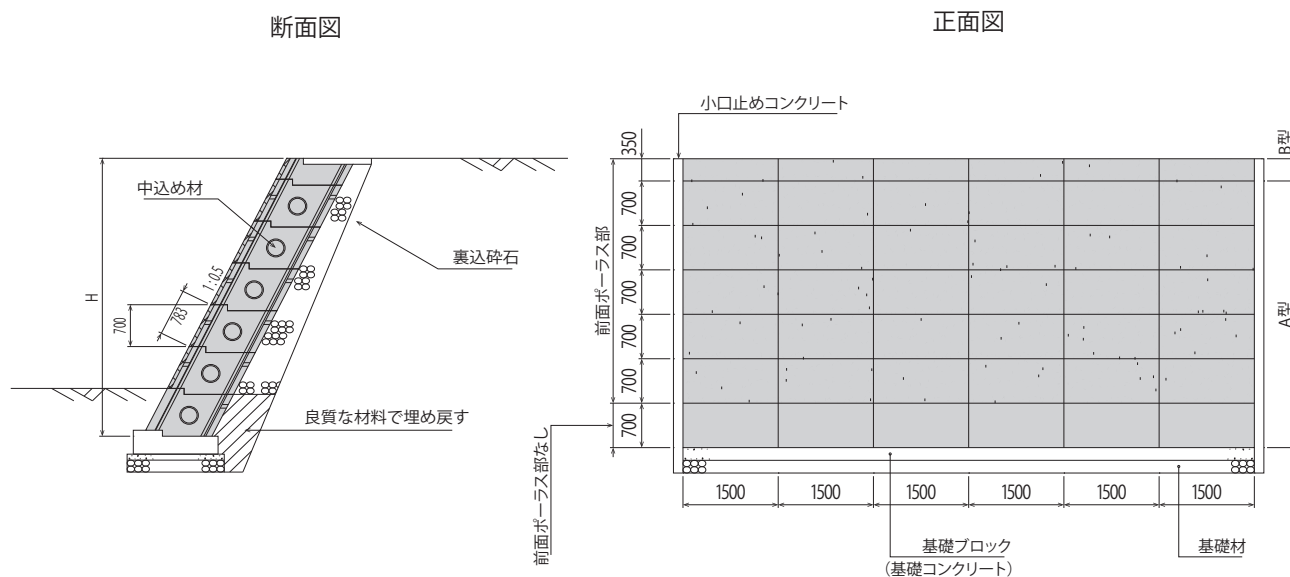 断面図
正面図
小口止めコンクリート
350
B型
中込め材
700
裏込砕石
700
前面ポーラス部
1:0.5
H
783
700
700
A型
700
700
良質な材料で埋め戻す
700
前面ポーラス部なし
1500
1500
1500
1500
1500
1500
基礎ブロック
(基礎コンクリート)
基礎材